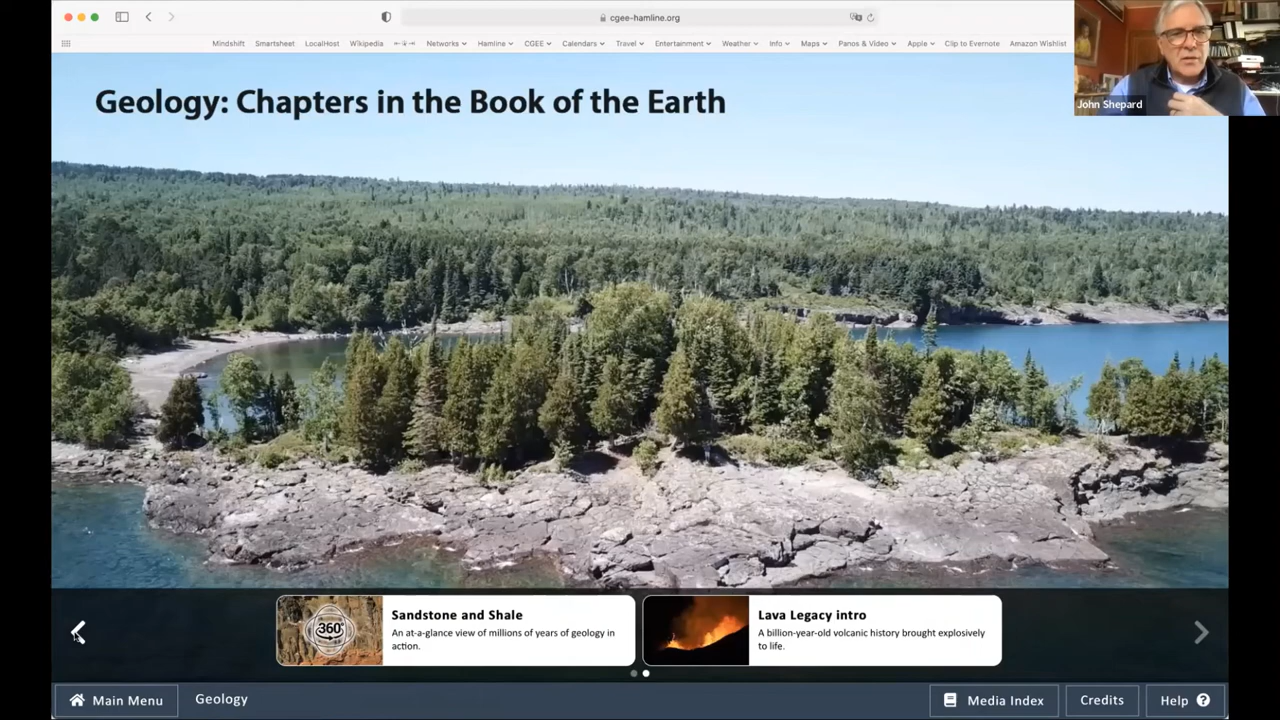 cgee-hamline.org
Mindshift Smartsheet LocalHost Wikipedia Networks Hamline CGEE Calendars Travel Entertainment Weather Info Maps Panos & Video Apple Clip to Evernote Amazon Wishlist
John Shepard
Geology: Chapters in the Book of the Earth
360°
Sandstone and Shale
An at-a-glance view of millions of years of geology in
action.
Lava Legacy intro
A billion-year-old volcanic history brought explosively
to life.
Main Menu
Geology
Media Index
Credits
Help ?